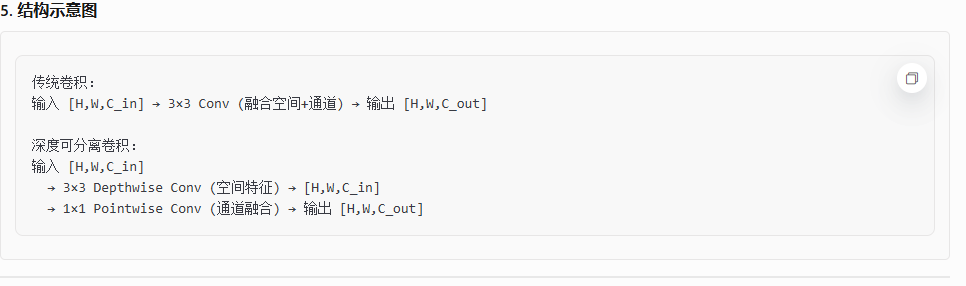 5. 结构示意图
传统卷积:
输入 [H,W,C_in] → 3×3 Conf (融合空间+通道) → 输出 [H,W,C_out]
深度可分离卷积:
输入 [H,W,C_in]
→ 3×3 Depthwise Conv (空间特征) → [H,W,C_in]
→ 1×1 Pointwise Conv (通道融合) → 输出 [H,W,C_out]